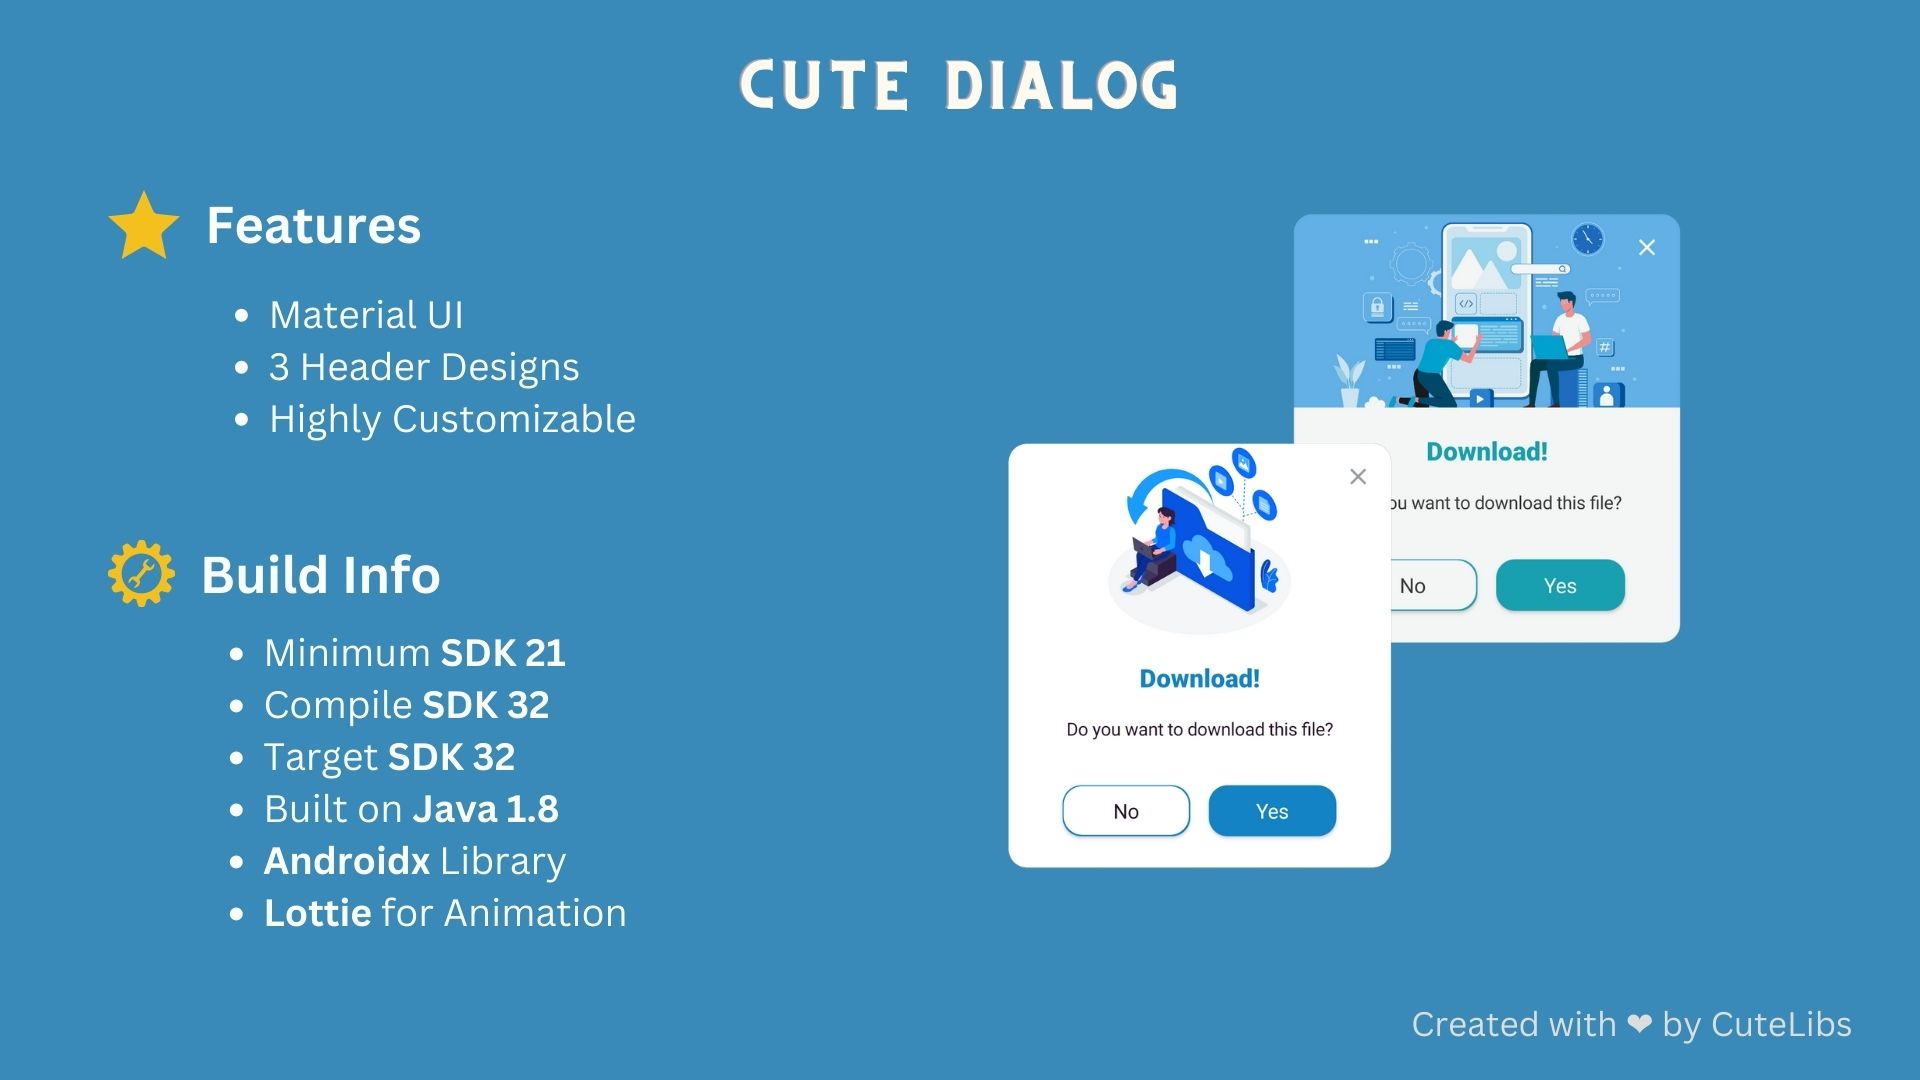 CUTE DIALOG
Features
Material UI
3 Header Designs
Highly Customizable
Build Info
Minimum SDK 21
Compile SDK 32
Target SDK 32
Built on Java 1.8
Androidx Library
Lottie for Animation
Download!
ou want to download this file?
No
Yes
Download!
Do you want to download this file?
No
Yes
Created with ❤ by CuteLibs